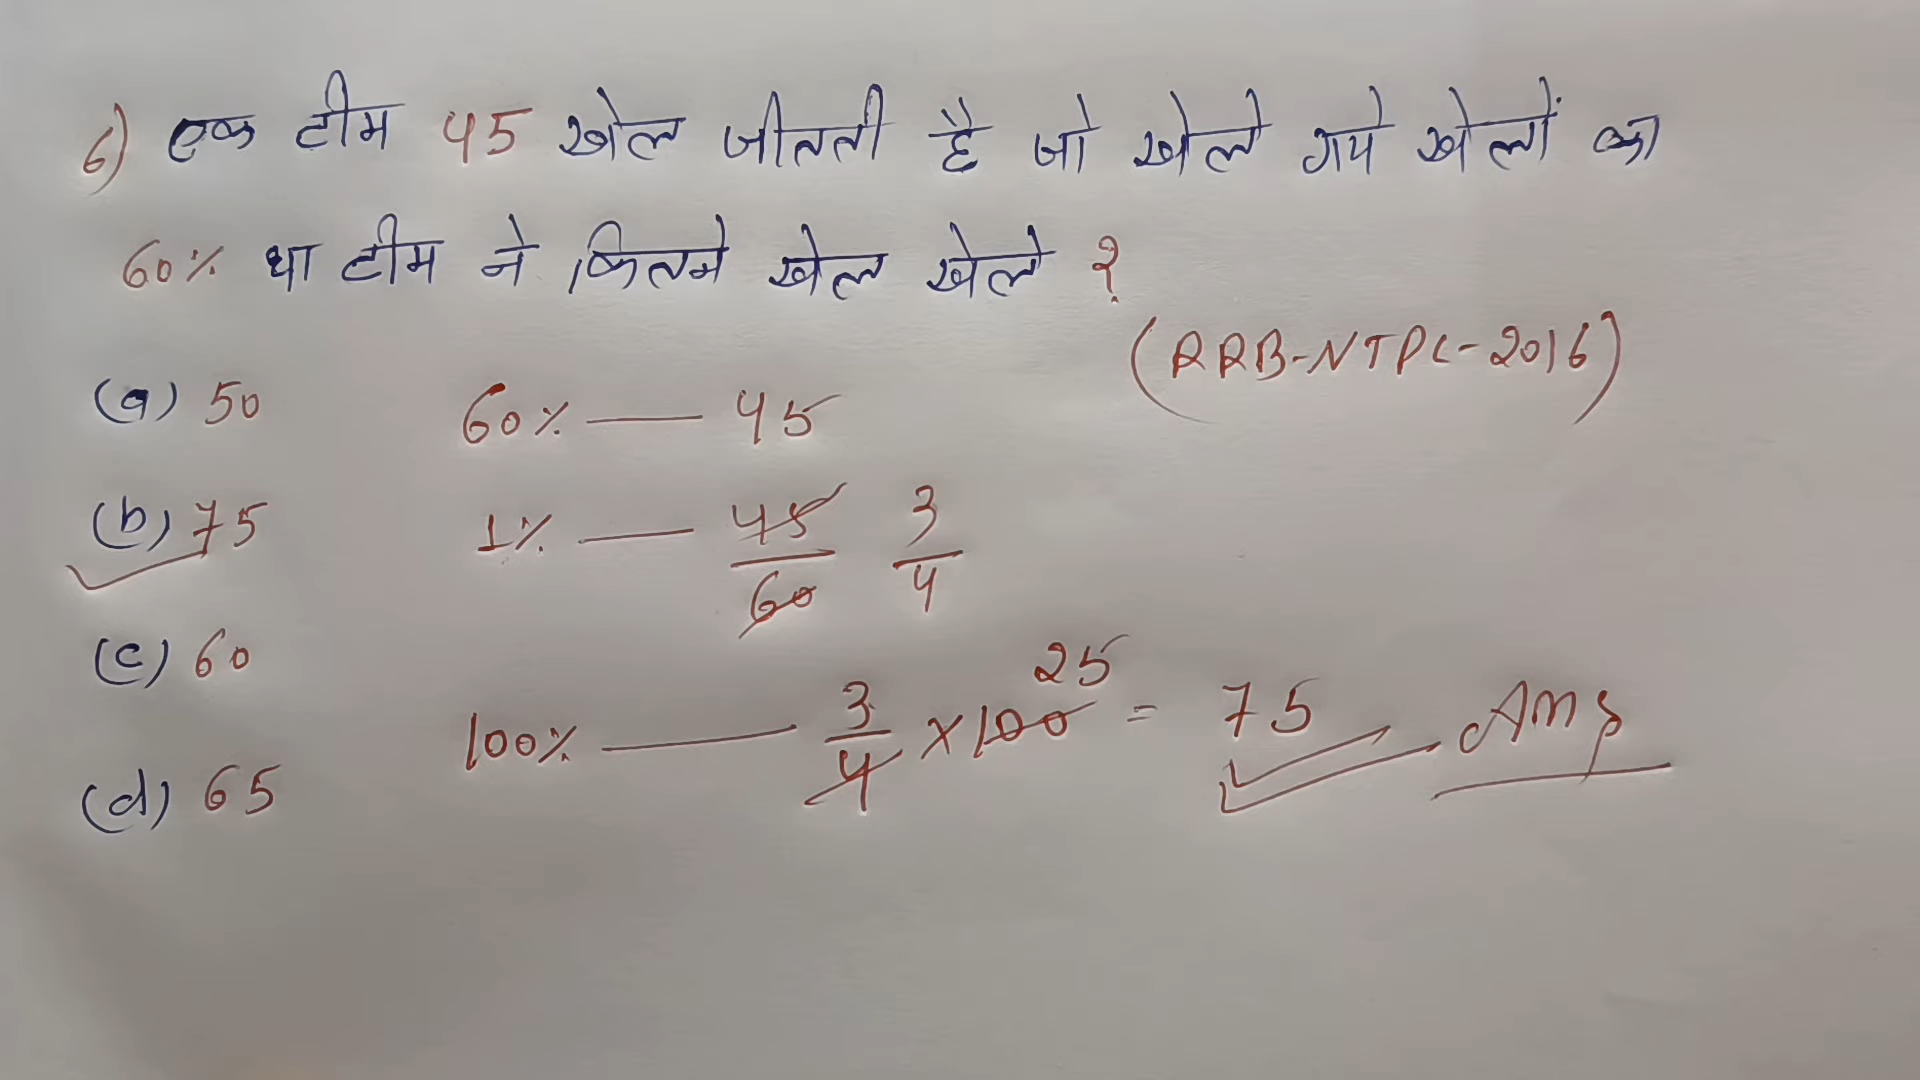 6) एक टीम 45 खेल जीतती है जो खेले गये खेलों का
60% था टीम ने कितने खेल खेले ?
(RRB-NTPC-2016)
(a) 50
60% — 45
(b) 75
1% — 45/60 3/4
(c) 60
100% — 3/4 × 100 25 = 75 Ans
(d) 65